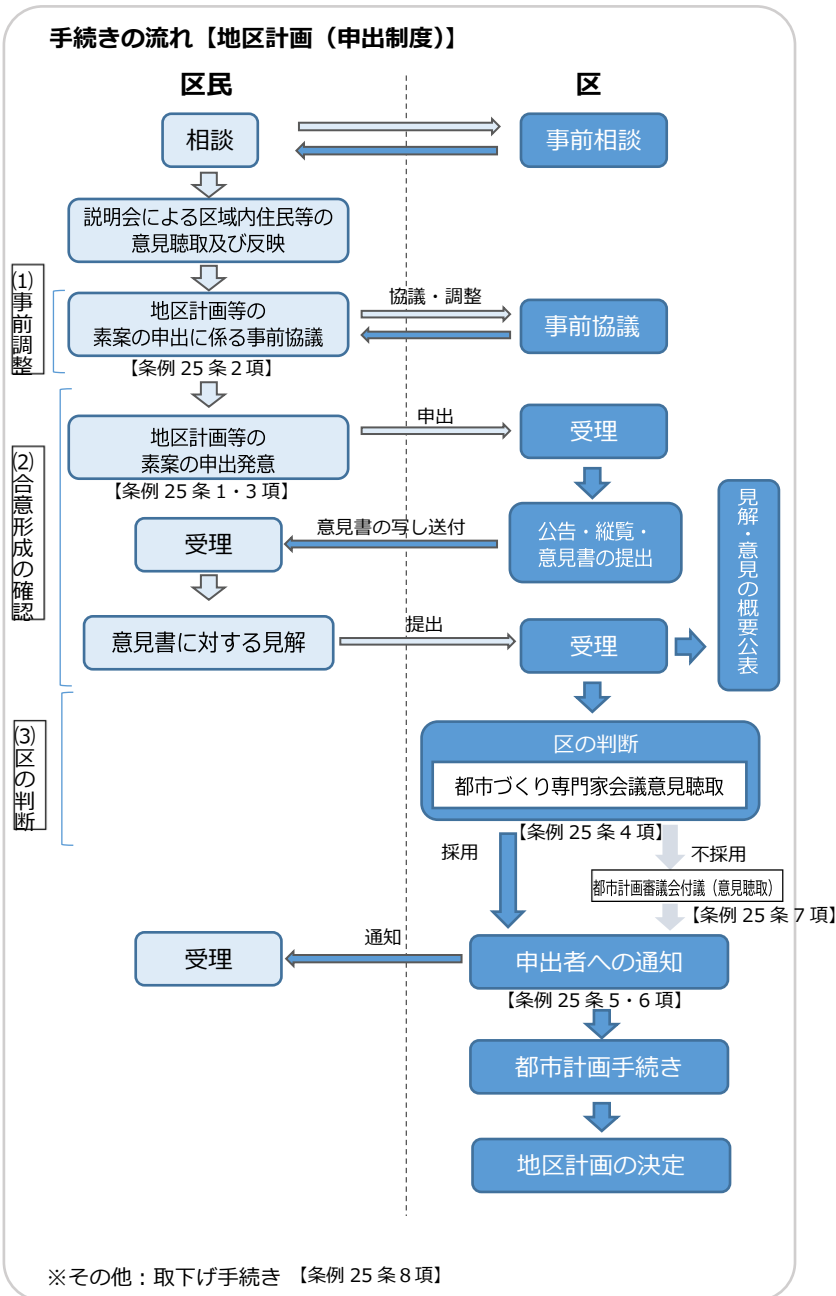 手続きの流れ【地区計画（申出制度）】
区民
区
相談
事前相談
説明会による区域内住民等の
意見聴取及び反映
⑴事前調整
地区計画等の
素案の申出に係る事前協議
協議・調整
事前協議
【条例 25 条 2 項】
⑵合意形成の確認
地区計画等の
素案の申出発意
申出
受理
【条例 25 条 1・3 項】
受理
意見書の写し送付
公告・縦覧・
意見書の提出
見解・意見の概要公表
意見書に対する見解
提出
受理
⑶区の判断
区の判断
都市づくり専門家会議意見聴取
【条例 25 条 4 項】
採用
不採用
都市計画審議会付議（意見聴取）
【条例 25 条 7 項】
受理
通知
申出者への通知
【条例 25 条 5・6 項】
都市計画手続き
地区計画の決定
※その他：取下げ手続き 【条例 25 条 8 項】